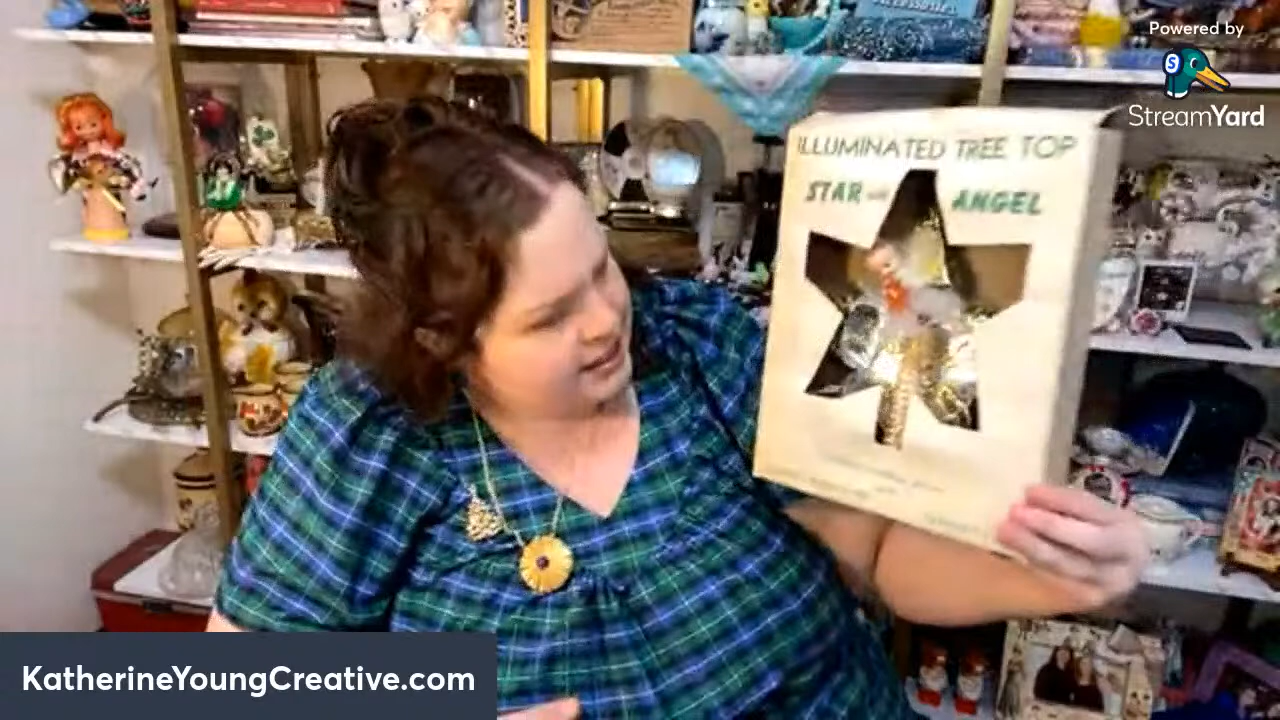 Powered by
StreamYard
ILLUMINATED TREE TOP
STAR
ANGEL
KatherineYoungCreative.com